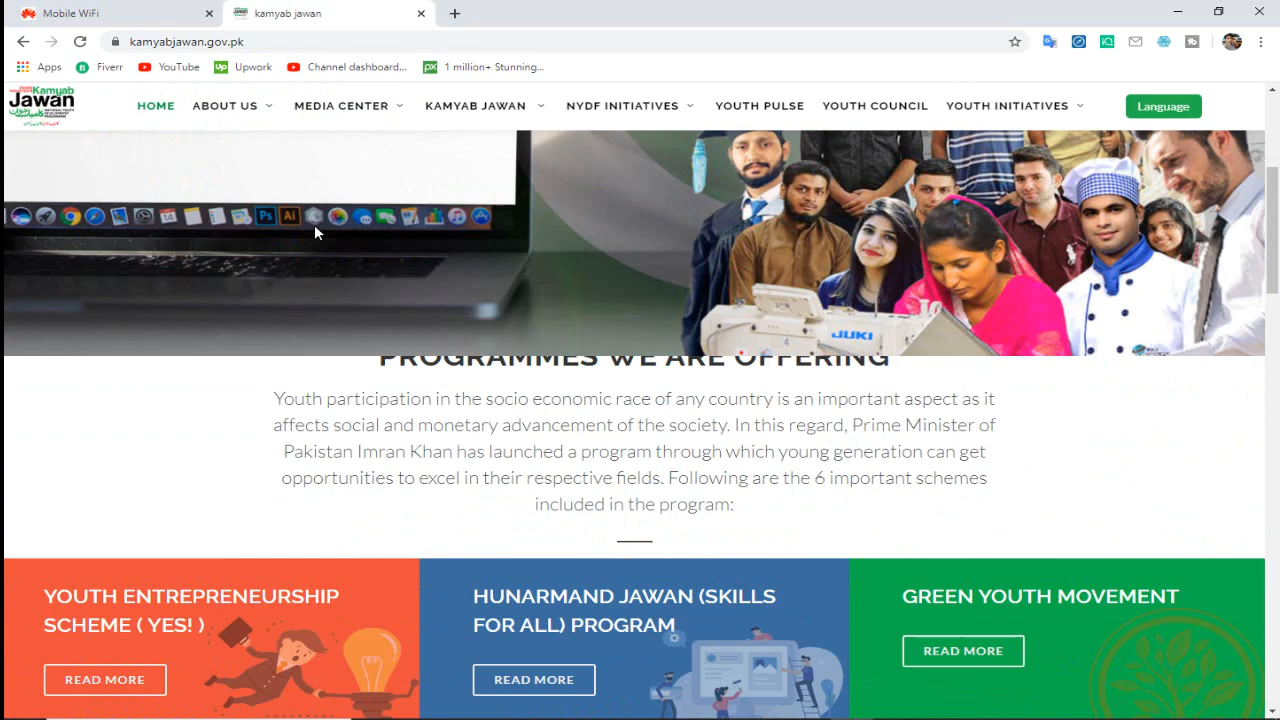 Mobile WiFi
kamyab jawan
kamyabjawan.gov.pk
Apps Fiverr YouTube Upwork Channel dashboard... 1 million+ Stunning...
Kamyab
Jawan
HOME ABOUT US MEDIA CENTER KAMYAB JAWAN NYDF INITIATIVES YOUTH PULSE YOUTH COUNCIL YOUTH INITIATIVES Language
Ps Ai
JUKI
PROGRAMMES WE ARE OFFERING
Youth participation in the socio economic race of any country is an important aspect as it
affects social and monetary advancement of the society. In this regard, Prime Minister of
Pakistan Imran Khan has launched a program through which young generation can get
opportunities to excel in their respective fields. Following are the 6 important schemes
included in the program:
YOUTH ENTREPRENEURSHIP
SCHEME ( YES! )
READ MORE
HUNARMAND JAWAN (SKILLS
FOR ALL) PROGRAM
READ MORE
GREEN YOUTH MOVEMENT
READ MORE